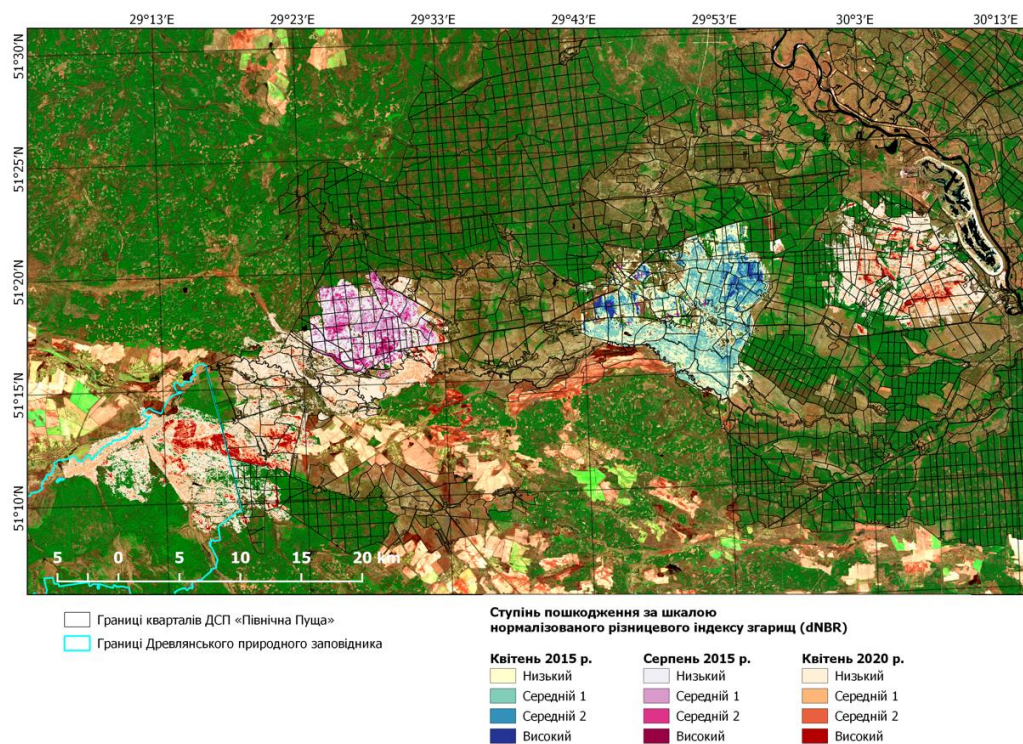 29°13'E 29°23'E 29°33'E 29°43'E 29°53'E 30°3'E 30°13'E
51°30'N
51°25'N
51°20'N
51°15'N
51°10'N
5 0 5 10 15 20 km
Границі кварталів ДСП «Північна Пуща»
Границі Древлянського природного заповідника
Ступінь пошкодження за шкалою
нормалізованого різницевого індексу згарищ (dNBR)
Квітень 2015 р. Серпень 2015 р. Квітень 2020 р.
Низький Низький Низький
Середній 1 Середній 1 Середній 1
Середній 2 Середній 2 Середній 2
Високий Високий Високий